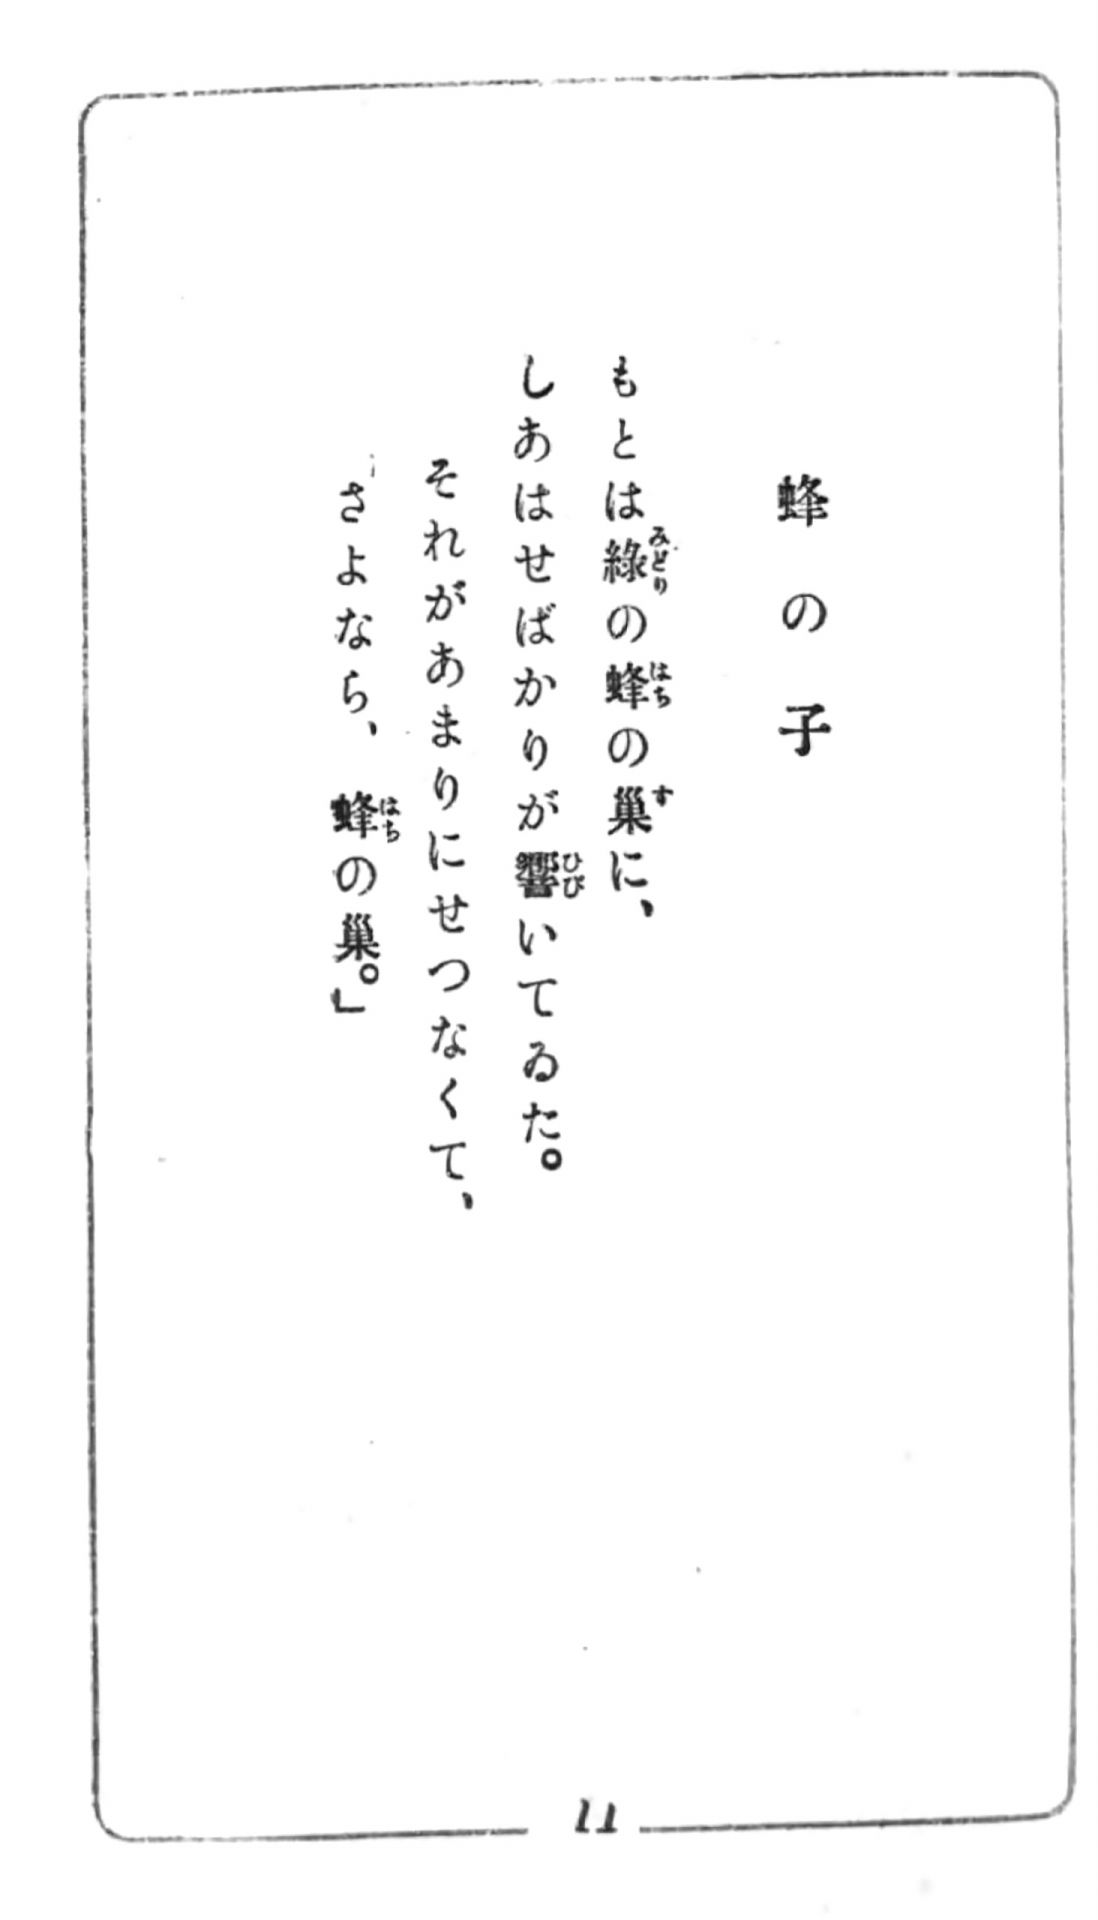 蜂の子
もとは綠の蜂の巢に、
しあはせばかりが響いてゐた。
それがあまりにせつなくて、
「さよなら、蜂の巢。」
11